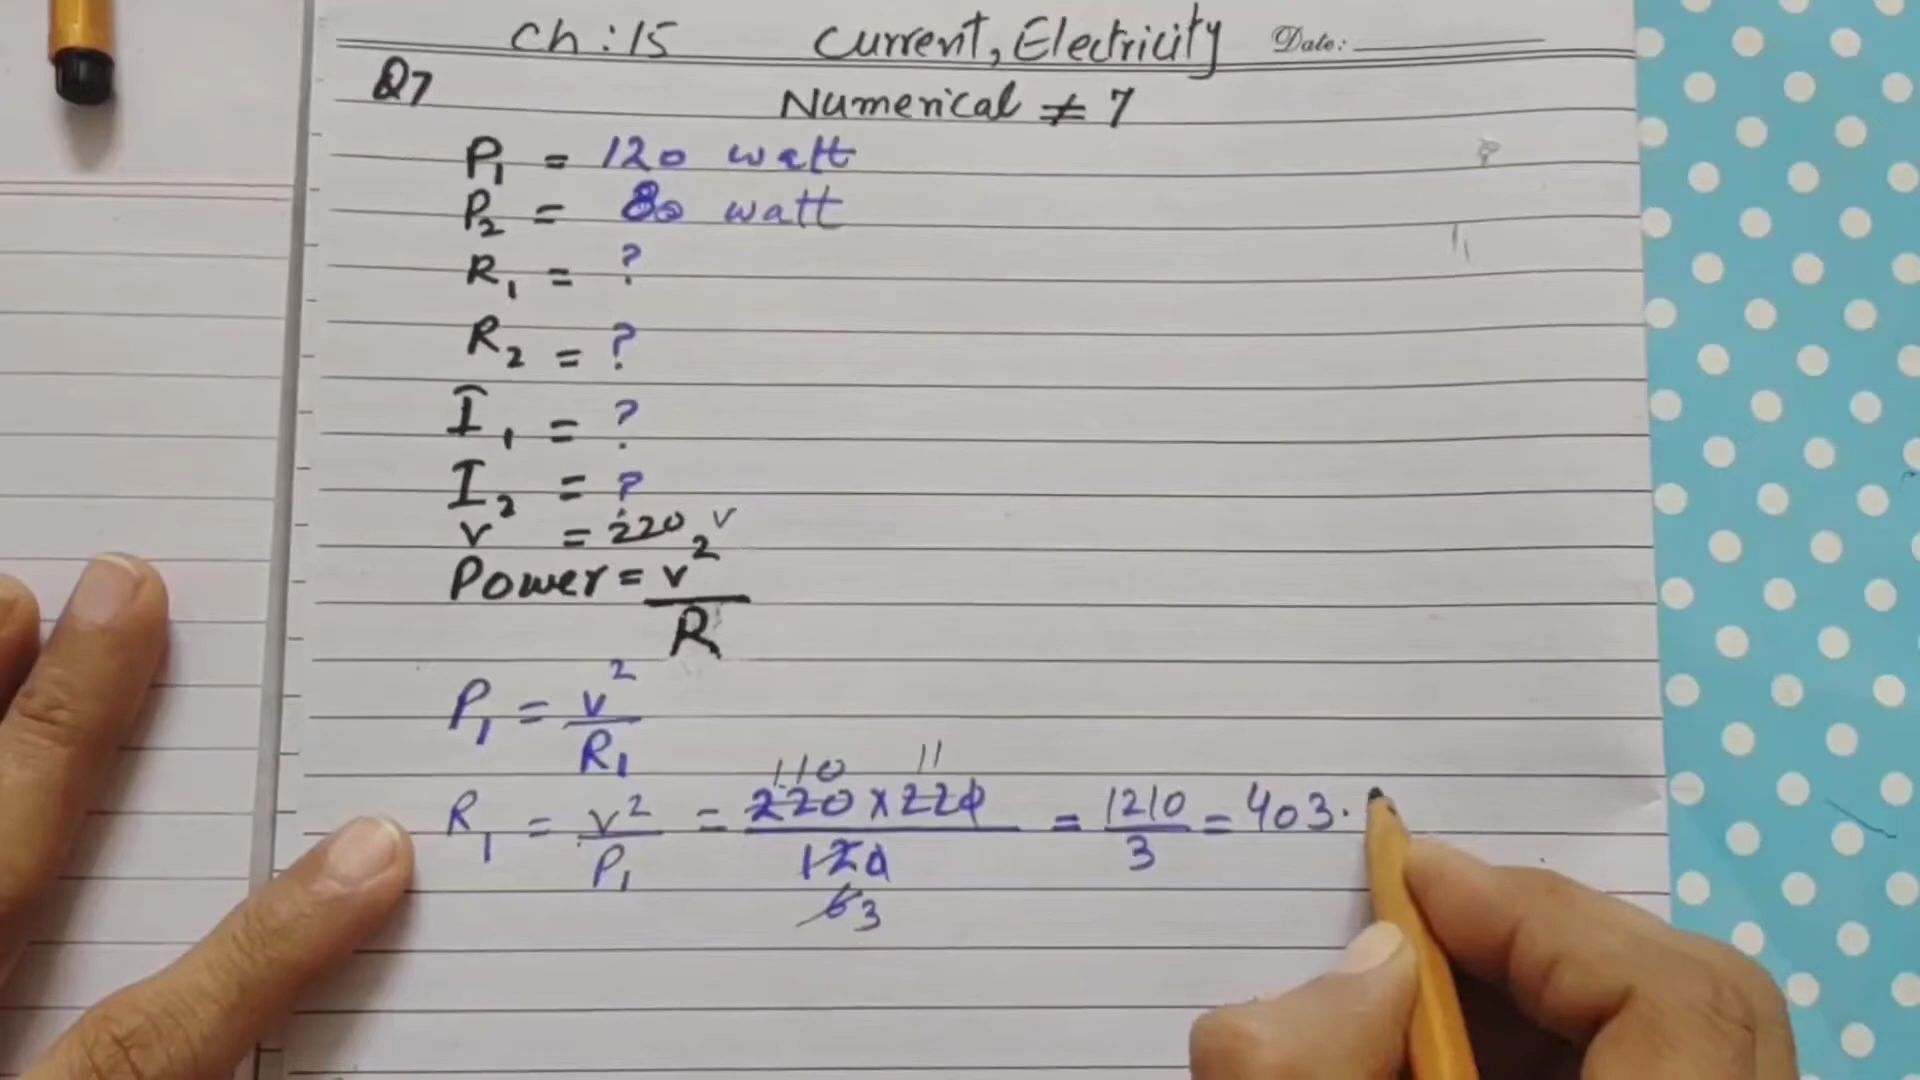 Ch : 15 Current, Electricity Date:
Q7 Numerical ≠ 7
P₁ = 120 watt
P₂ = 80 watt
R₁ = ?
R₂ = ?
I₁ = ?
I₂ = ?
v = 220 v
Power = v²/R
P₁ = v²/R₁
110 11
R₁ = v²/P₁ = 220 x 220/120 = 1210/3 = 403.
6 3